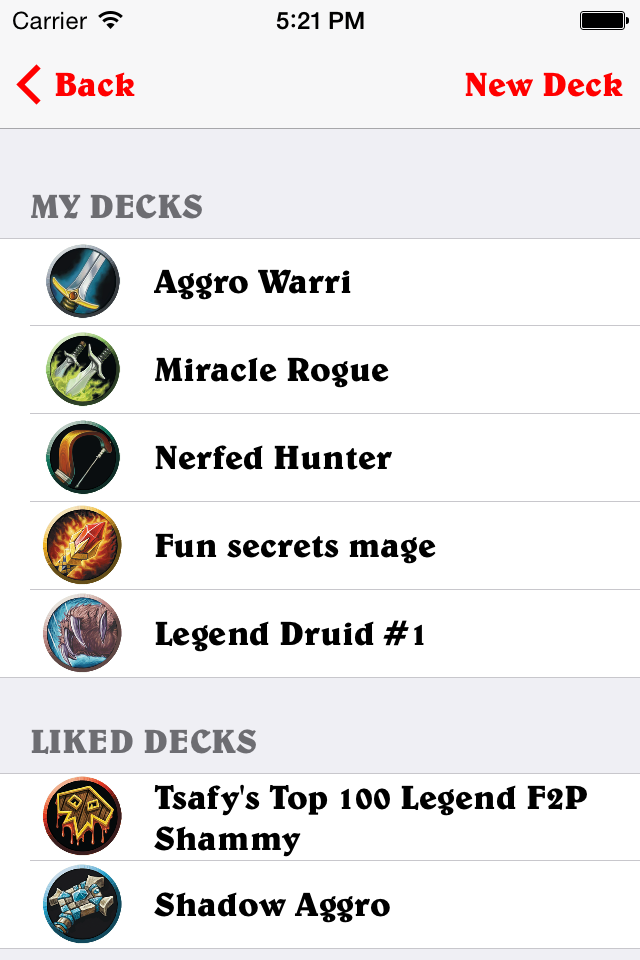 Carrier 5:21 PM
Back New Deck
MY DECKS
Aggro Warri
Miracle Rogue
Nerfed Hunter
Fun secrets mage
Legend Druid #1
LIKED DECKS
Tsafy's Top 100 Legend F2P
Shammy
Shadow Aggro